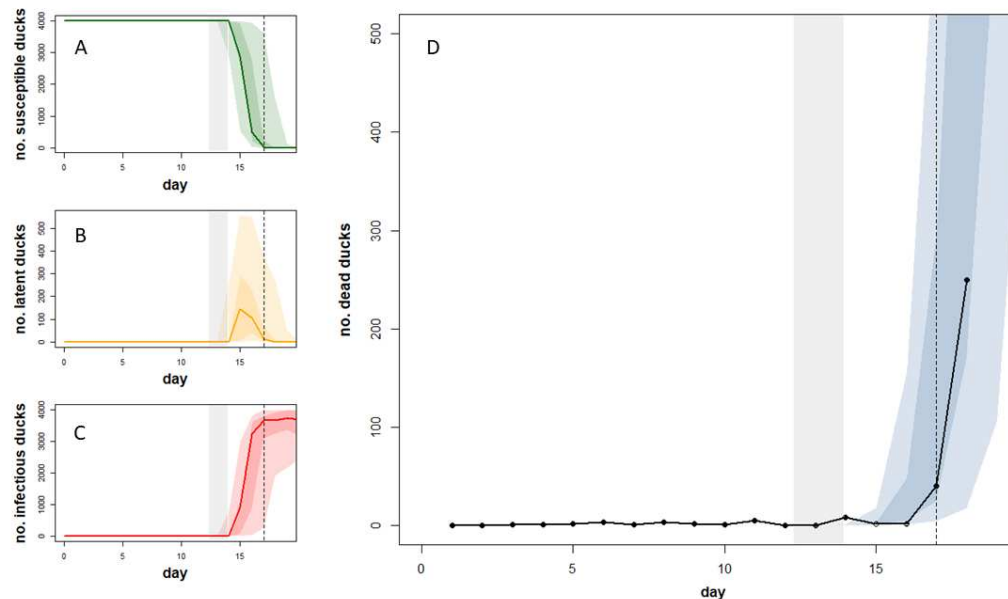 A
no. susceptible ducks
0 1000 2000 3000 4000
0 5 10 15
day
B
no. latent ducks
0 100 200 300 400 500
0 5 10 15
day
C
no. infectious ducks
0 1000 2000 3000 4000
0 5 10 15
day
D
no. dead ducks
0 100 200 300 400 500
0 5 10 15
day